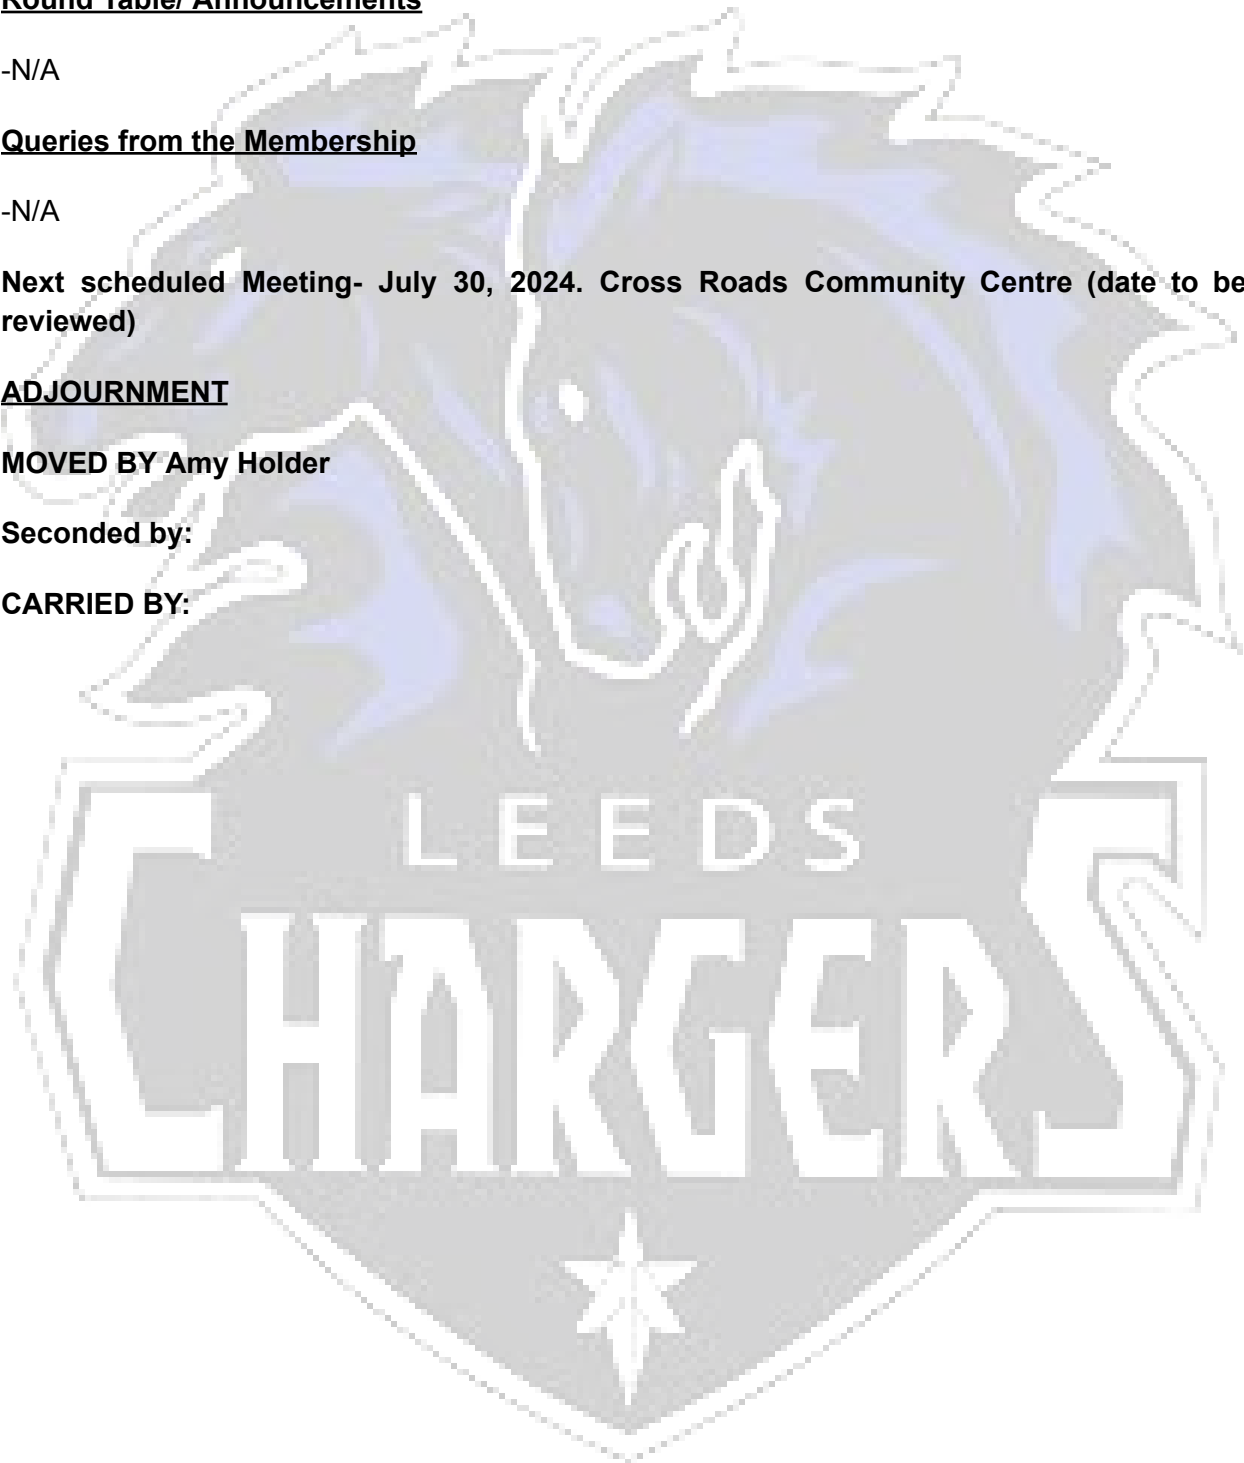 Round Table/ Announcements
-N/A
Queries from the Membership
-N/A
Next scheduled Meeting- July 30, 2024. Cross Roads Community Centre (date to be
reviewed)
ADJOURNMENT
MOVED BY Amy Holder
Seconded by:
CARRIED BY:
LEEDS
CHARGERS